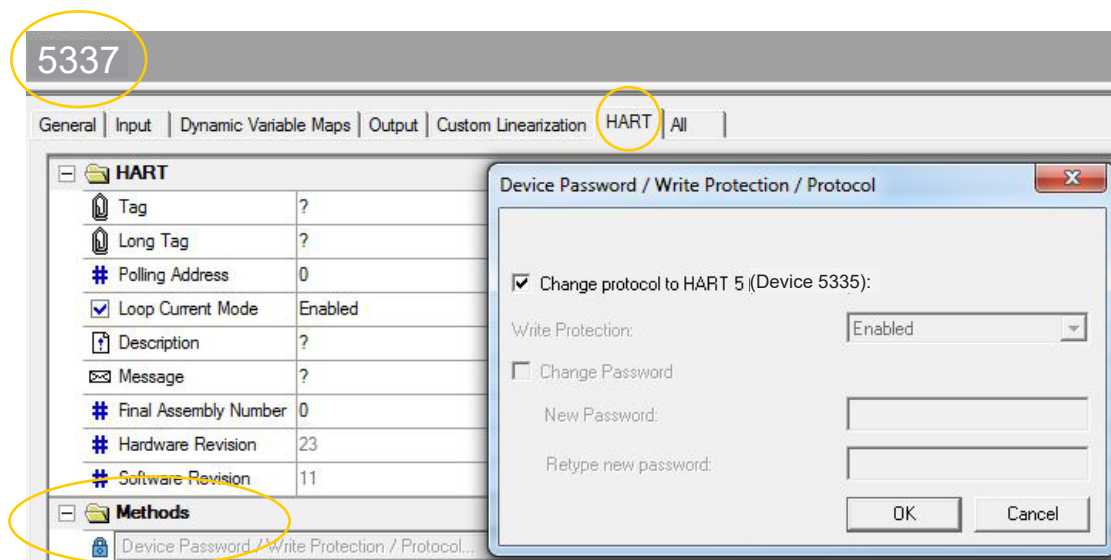 5337
General Input Dynamic Variable Maps Output Custom Linearization HART All
HART
Tag ?
Long Tag ?
Polling Address 0
Loop Current Mode Enabled
Description ?
Message ?
Final Assembly Number 0
Hardware Revision 23
Software Revision 11
Methods
Device Password / Write Protection / Protocol...
Device Password / Write Protection / Protocol
Change protocol to HART 5 (Device 5335):
Write Protection: Enabled
Change Password
New Password:
Retype new password:
OK Cancel